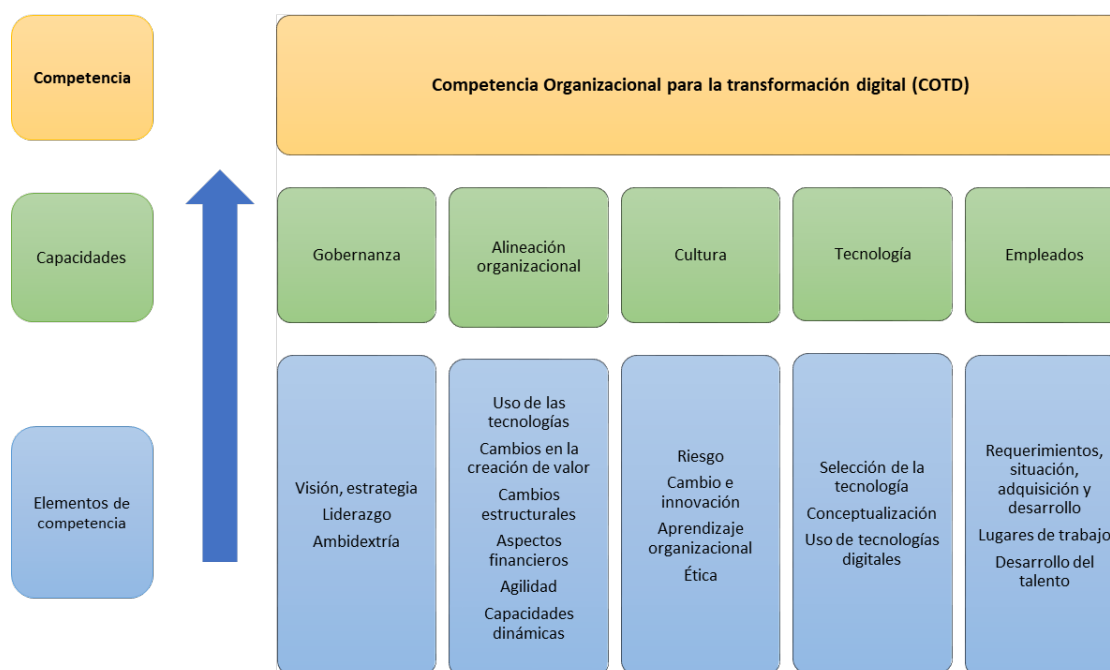 Competencia
Competencia Organizacional para la transformación digital (COTD)
Capacidades
Gobernanza
Alineación
organizacional
Cultura
Tecnología
Empleados
Elementos de
competencia
Visión, estrategia
Liderazgo
Ambidextría
Uso de las
tecnologías
Cambios en la
creación de valor
Cambios
estructurales
Aspectos
financieros
Agilidad
Capacidades
dinámicas
Riesgo
Cambio e
innovación
Aprendizaje
organizacional
Ética
Selección de la
tecnología
Conceptualización
Uso de tecnologías
digitales
Requerimientos,
situación,
adquisición y
desarrollo
Lugares de trabajo
Desarrollo del
talento